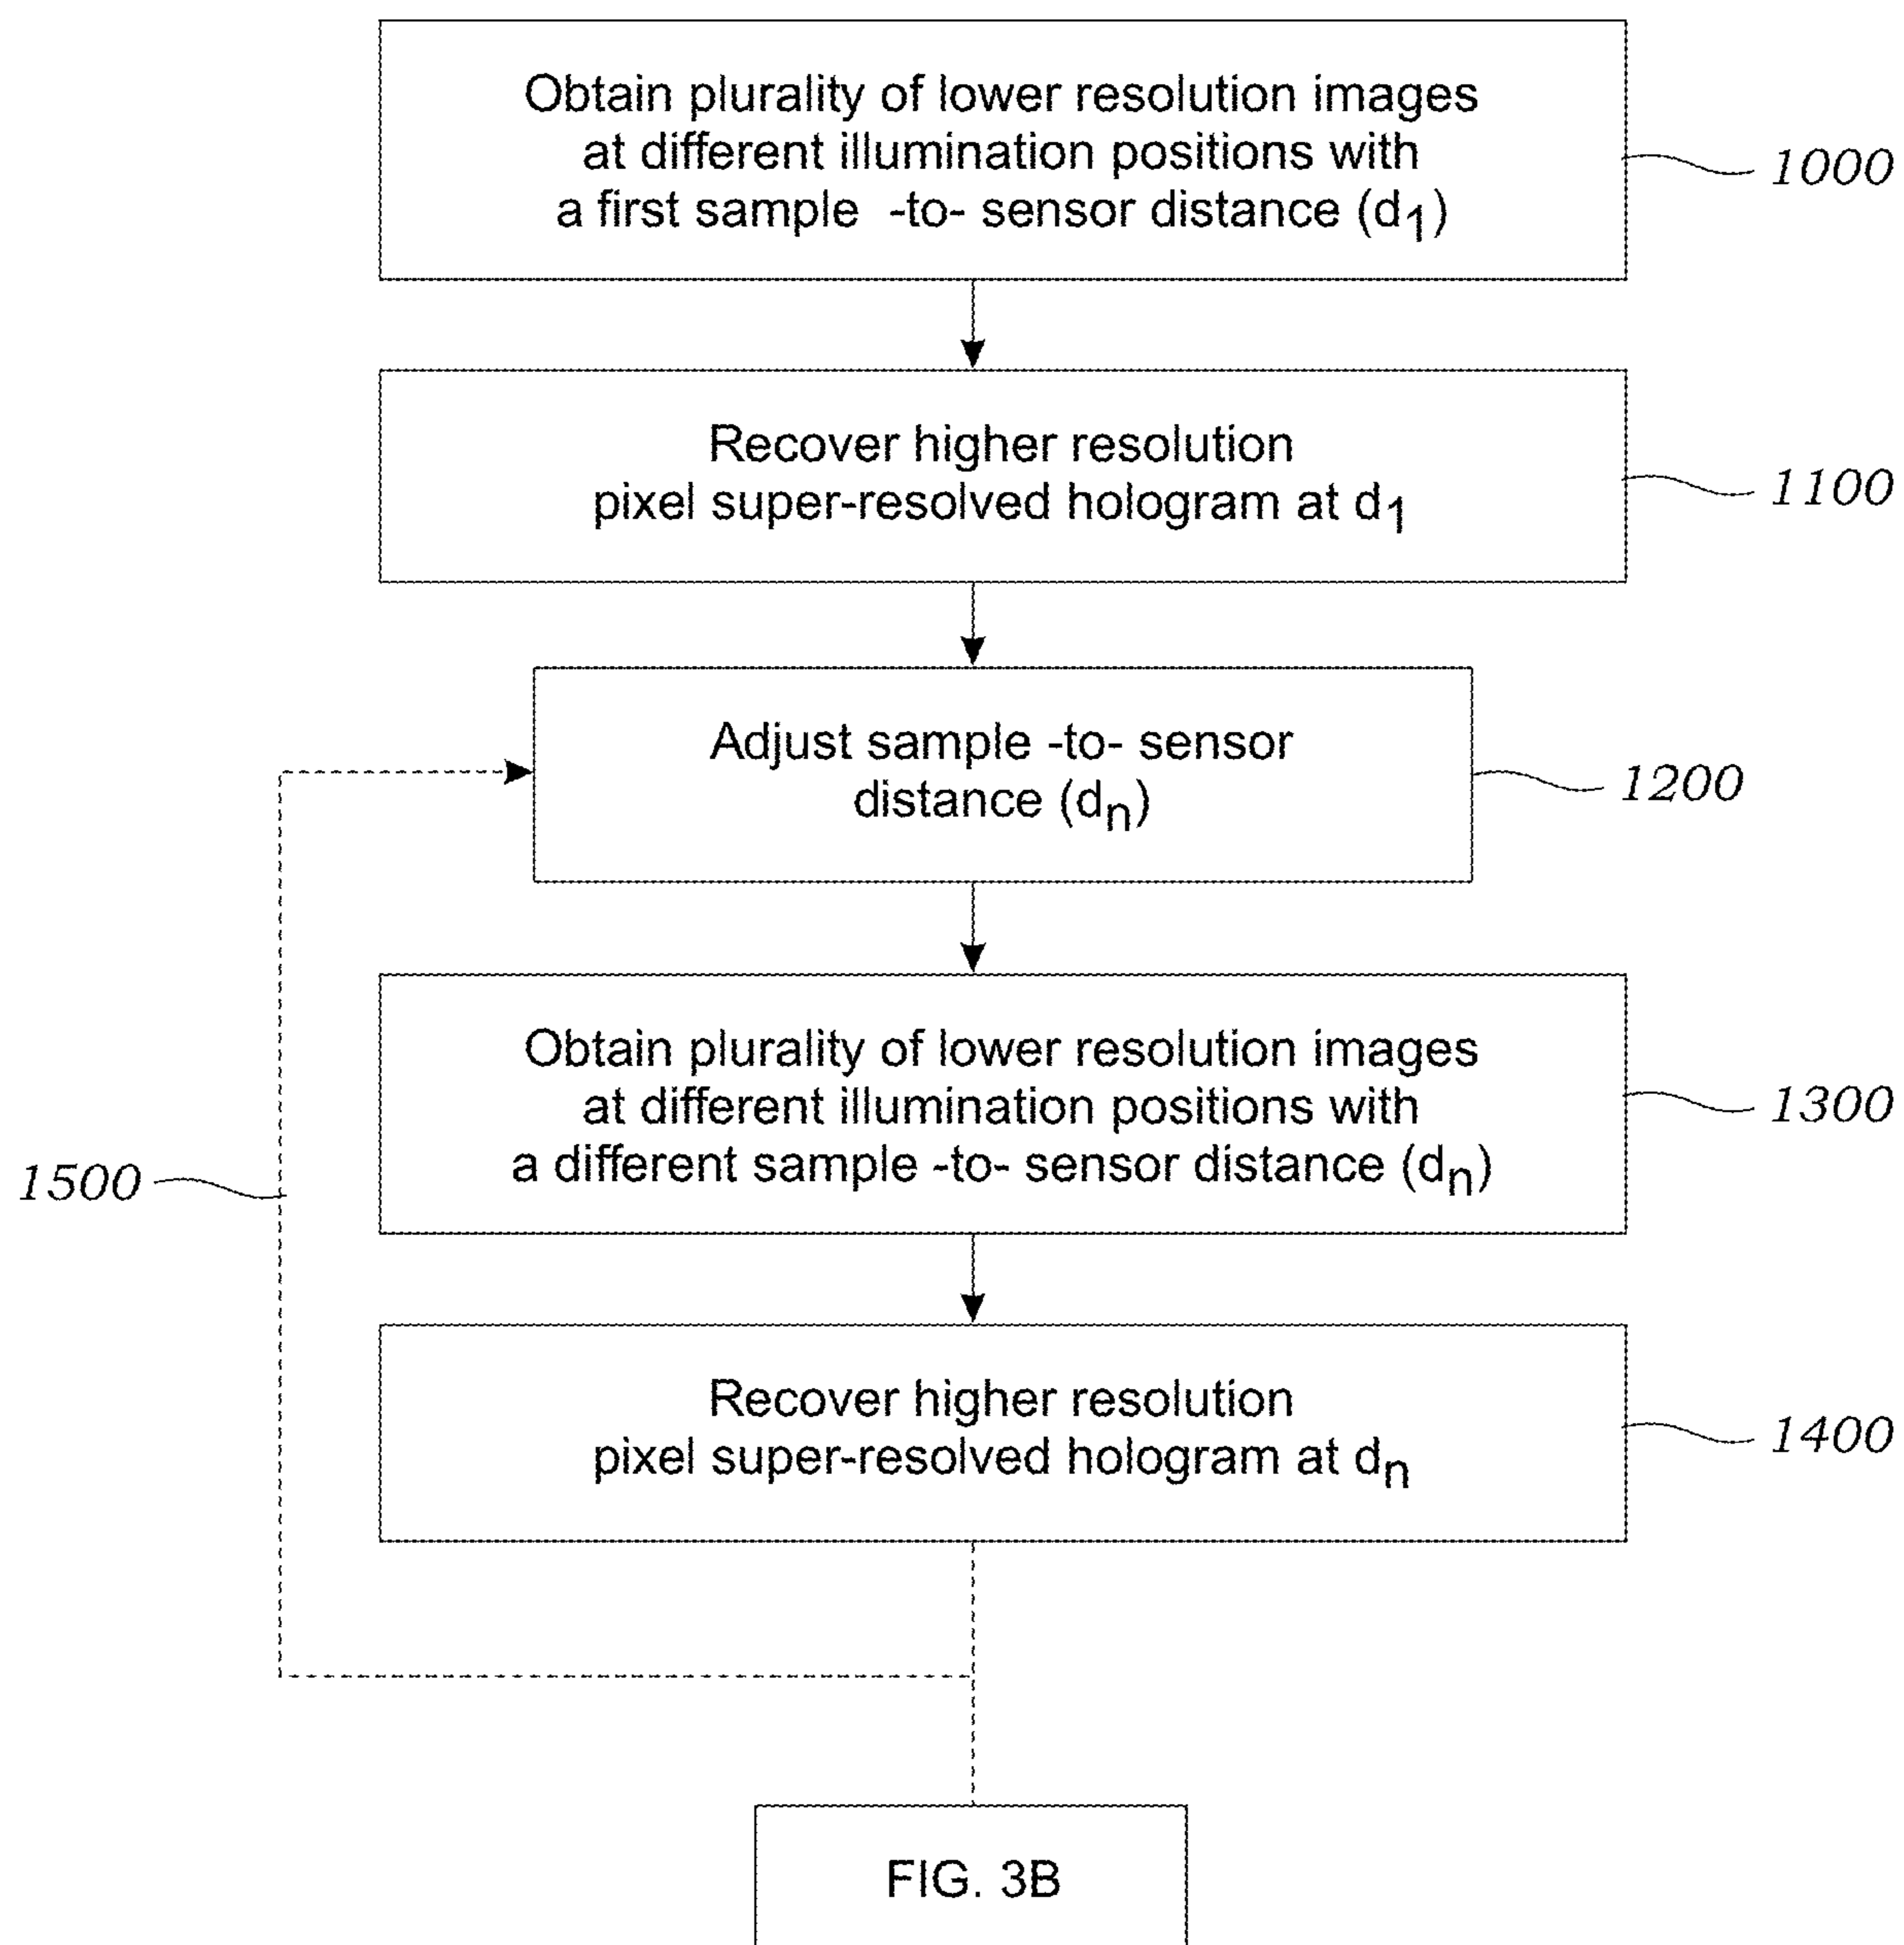 Obtain plurality of lower resolution images
at different illumination positions with
a first sample -to- sensor distance (d1)
1000
Recover higher resolution
pixel super-resolved hologram at d1
1100
Adjust sample -to- sensor
distance (dn)
1200
Obtain plurality of lower resolution images
at different illumination positions with
a different sample -to- sensor distance (dn)
1300
1500
Recover higher resolution
pixel super-resolved hologram at dn
1400
FIG. 3B